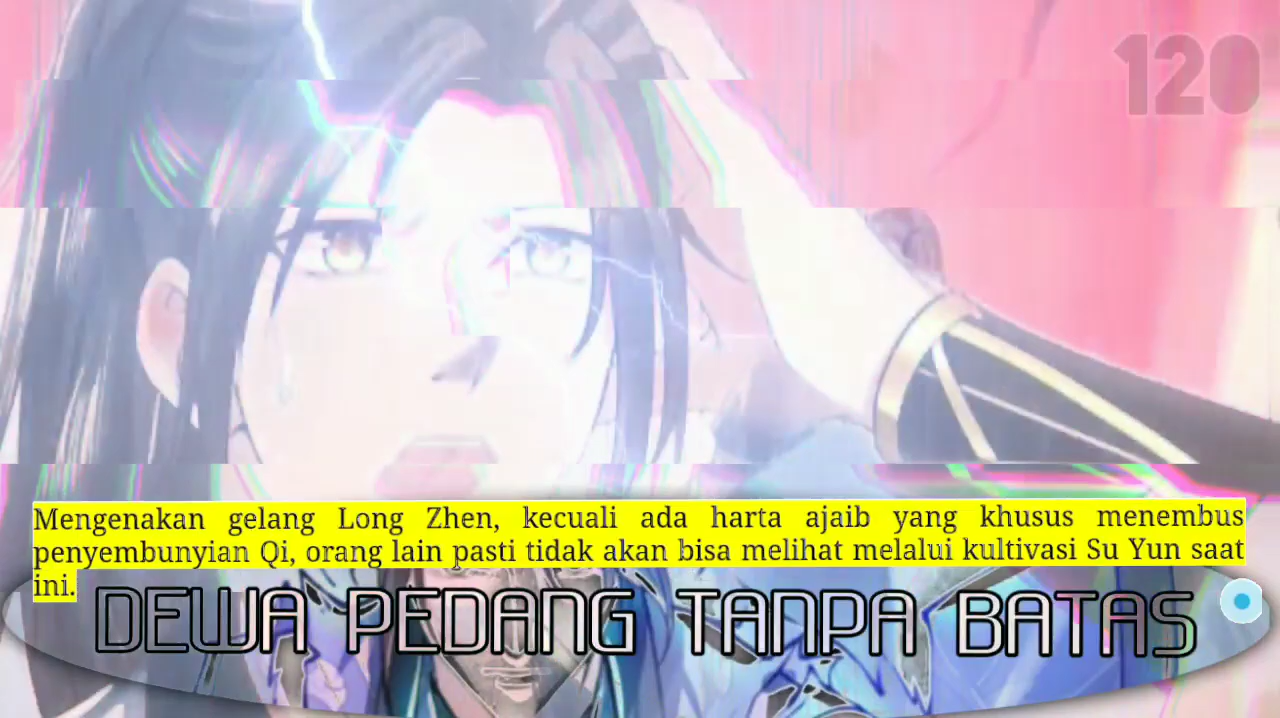 120
Mengenakan gelang Long Zhen, kecuali ada harta ajaib yang khusus menembus
penyembunyian Qi, orang lain pasti tidak akan bisa melihat melalui kultivasi Su Yun saat
ini.
DEWA PEDANG TANPA BATAS